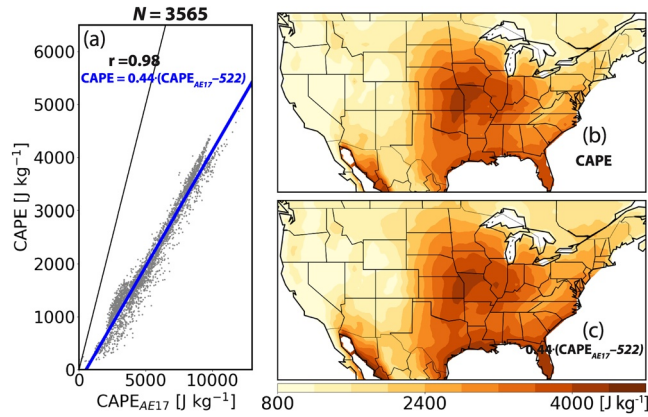 N = 3565
(a)
r = 0.98
CAPE = 0.44·(CAPE_AE17−522)
6000
5000
4000
3000
2000
1000
0
CAPE [J kg⁻¹]
0
5000
10000
CAPE_AE17 [J kg⁻¹]
(b)
CAPE
(c)
0.44·(CAPE_AE17−522)
800
2400
4000 [J kg⁻¹]